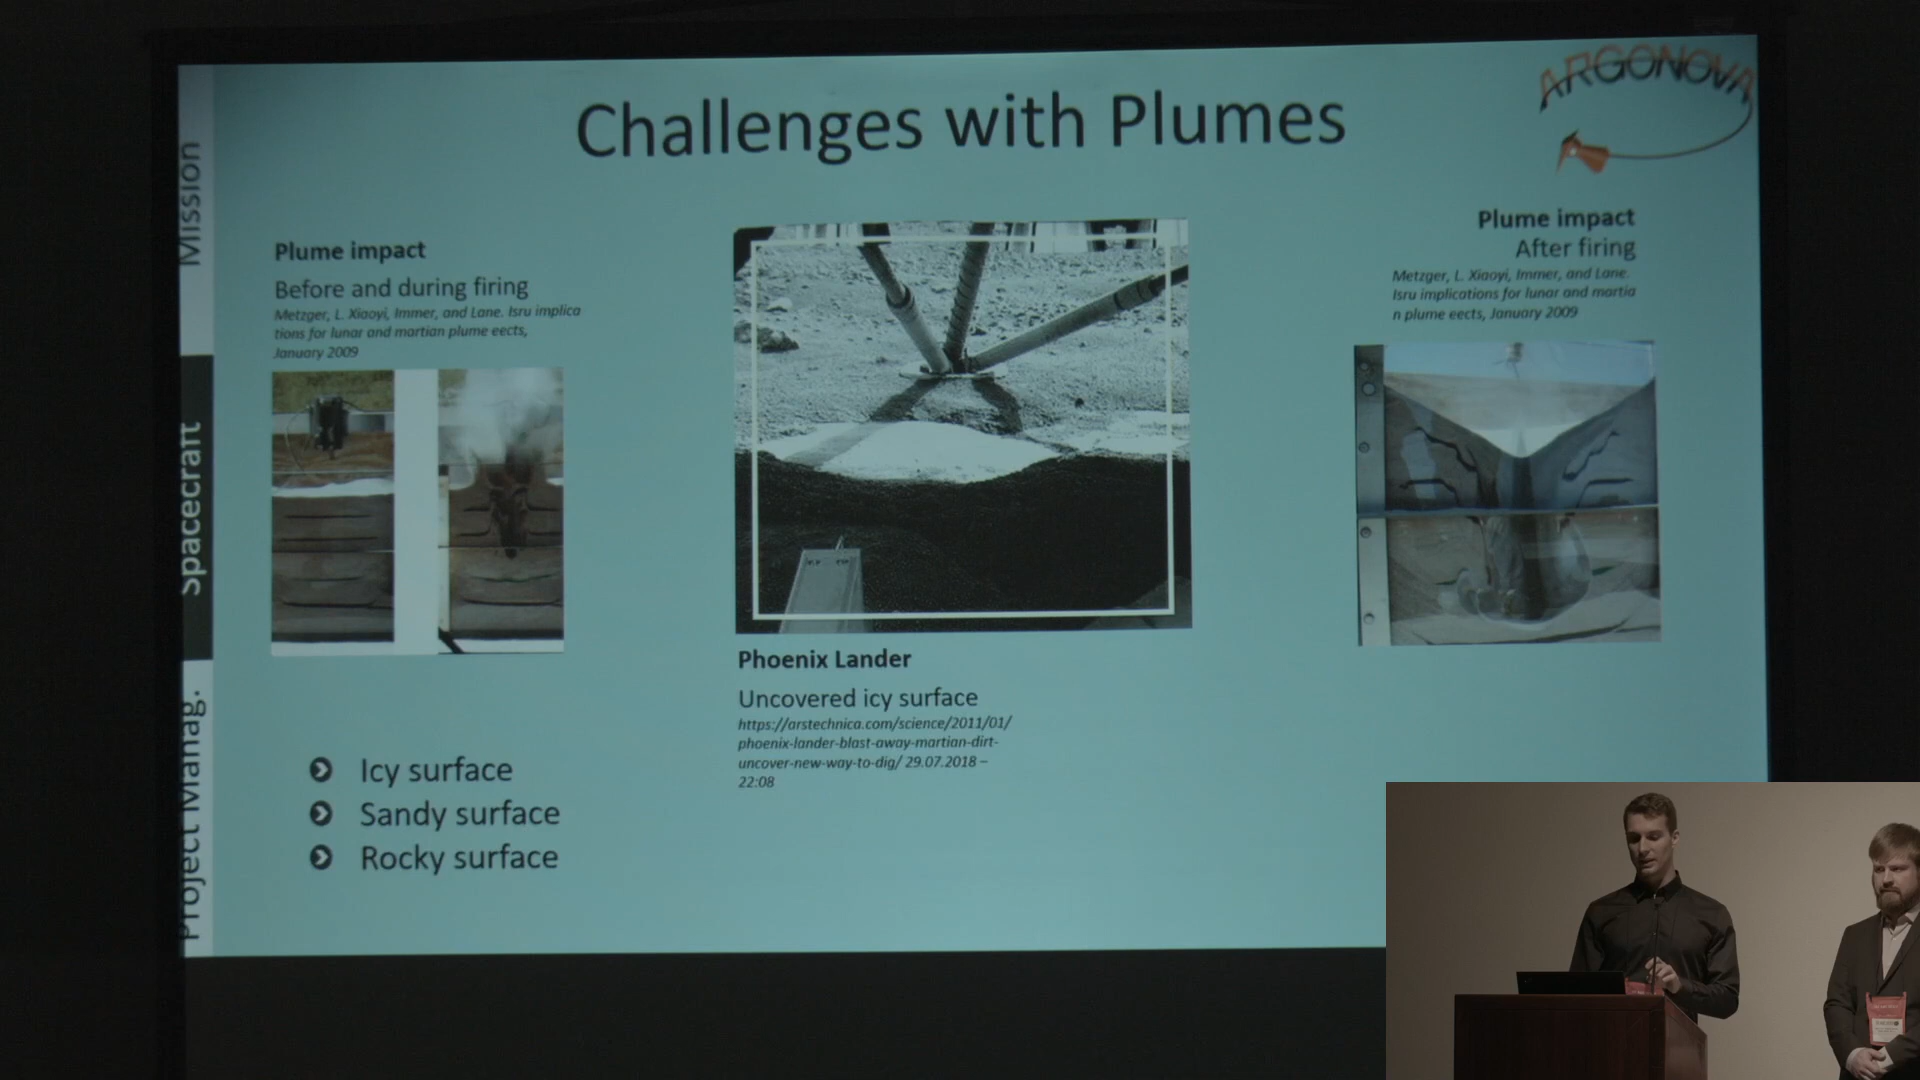 ARGONOVA
Challenges with Plumes
Mission
Spacecraft
Project Manag.
Plume impact
Before and during firing
Metzger, L. Xiaoyi, Immer, and Lane. Isru implica
tions for lunar and martian plume eects,
January 2009
Phoenix Lander
Uncovered icy surface
https://arstechnica.com/science/2011/01/
phoenix-lander-blast-away-martian-dirt-
uncover-new-way-to-dig/ 29.07.2018 –
22:08
Plume impact
After firing
Metzger, L. Xiaoyi, Immer, and Lane.
Isru implications for lunar and martia
n plume eects, January 2009
Icy surface
Sandy surface
Rocky surface